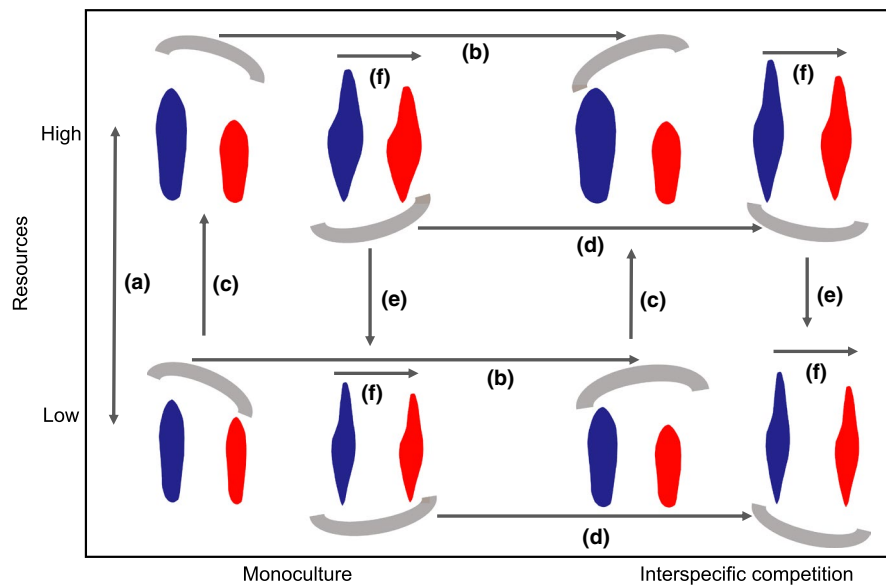 (b)
(f)
(f)
High
Resources
(d)
(a)
(c)
(e)
(c)
(e)
(b)
(f)
(f)
Low
(d)
Monoculture
Interspecific competition